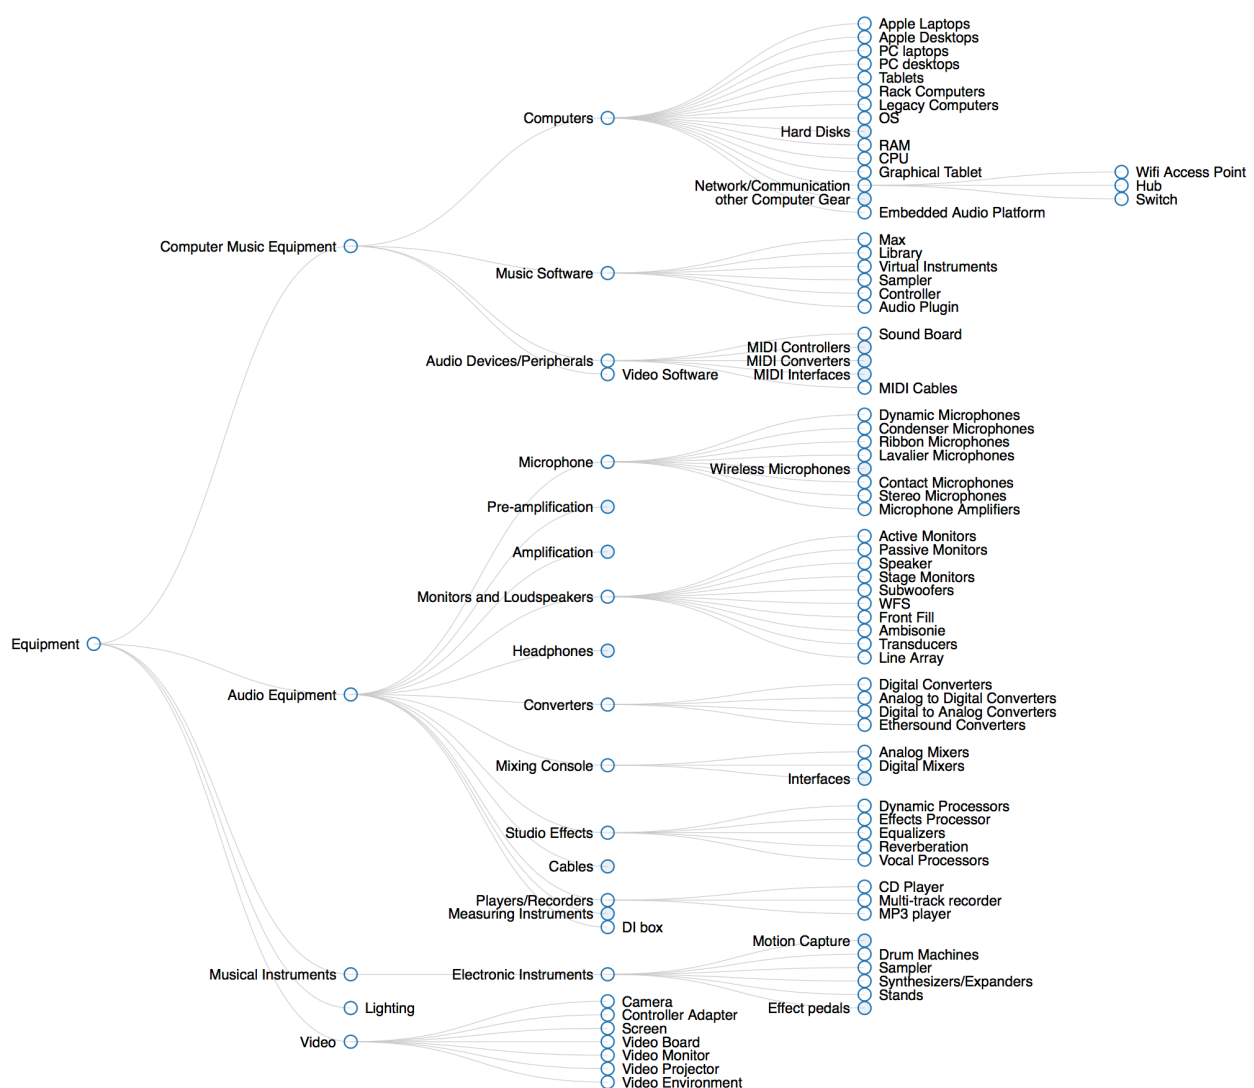 Apple Laptops
Apple Desktops
PC laptops
PC desktops
Tablets
Rack Computers
Legacy Computers
Computers
OS
Hard Disks
RAM
CPU
Graphical Tablet
Wifi Access Point
Network/Communication
Hub
other Computer Gear
Switch
Embedded Audio Platform
Max
Computer Music Equipment
Library
Virtual Instruments
Music Software
Sampler
Controller
Audio Plugin
Sound Board
MIDI Controllers
Audio Devices/Peripherals
MIDI Converters
Video Software
MIDI Interfaces
MIDI Cables
Dynamic Microphones
Condenser Microphones
Ribbon Microphones
Lavalier Microphones
Microphone
Wireless Microphones
Contact Microphones
Stereo Microphones
Microphone Amplifiers
Pre-amplification
Active Monitors
Passive Monitors
Amplification
Speaker
Stage Monitors
Subwoofers
Monitors and Loudspeakers
WFS
Front Fill
Ambisonie
Transducers
Line Array
Equipment
Headphones
Digital Converters
Audio Equipment
Analog to Digital Converters
Converters
Digital to Analog Converters
Ethersound Converters
Analog Mixers
Mixing Console
Digital Mixers
Interfaces
Dynamic Processors
Effects Processor
Studio Effects
Equalizers
Reverberation
Vocal Processors
Cables
CD Player
Players/Recorders
Multi-track recorder
Measuring Instruments
MP3 player
DI box
Motion Capture
Drum Machines
Sampler
Musical Instruments
Electronic Instruments
Synthesizers/Expanders
Stands
Effect pedals
Lighting
Camera
Controller Adapter
Screen
Video
Video Board
Video Monitor
Video Projector
Video Environment